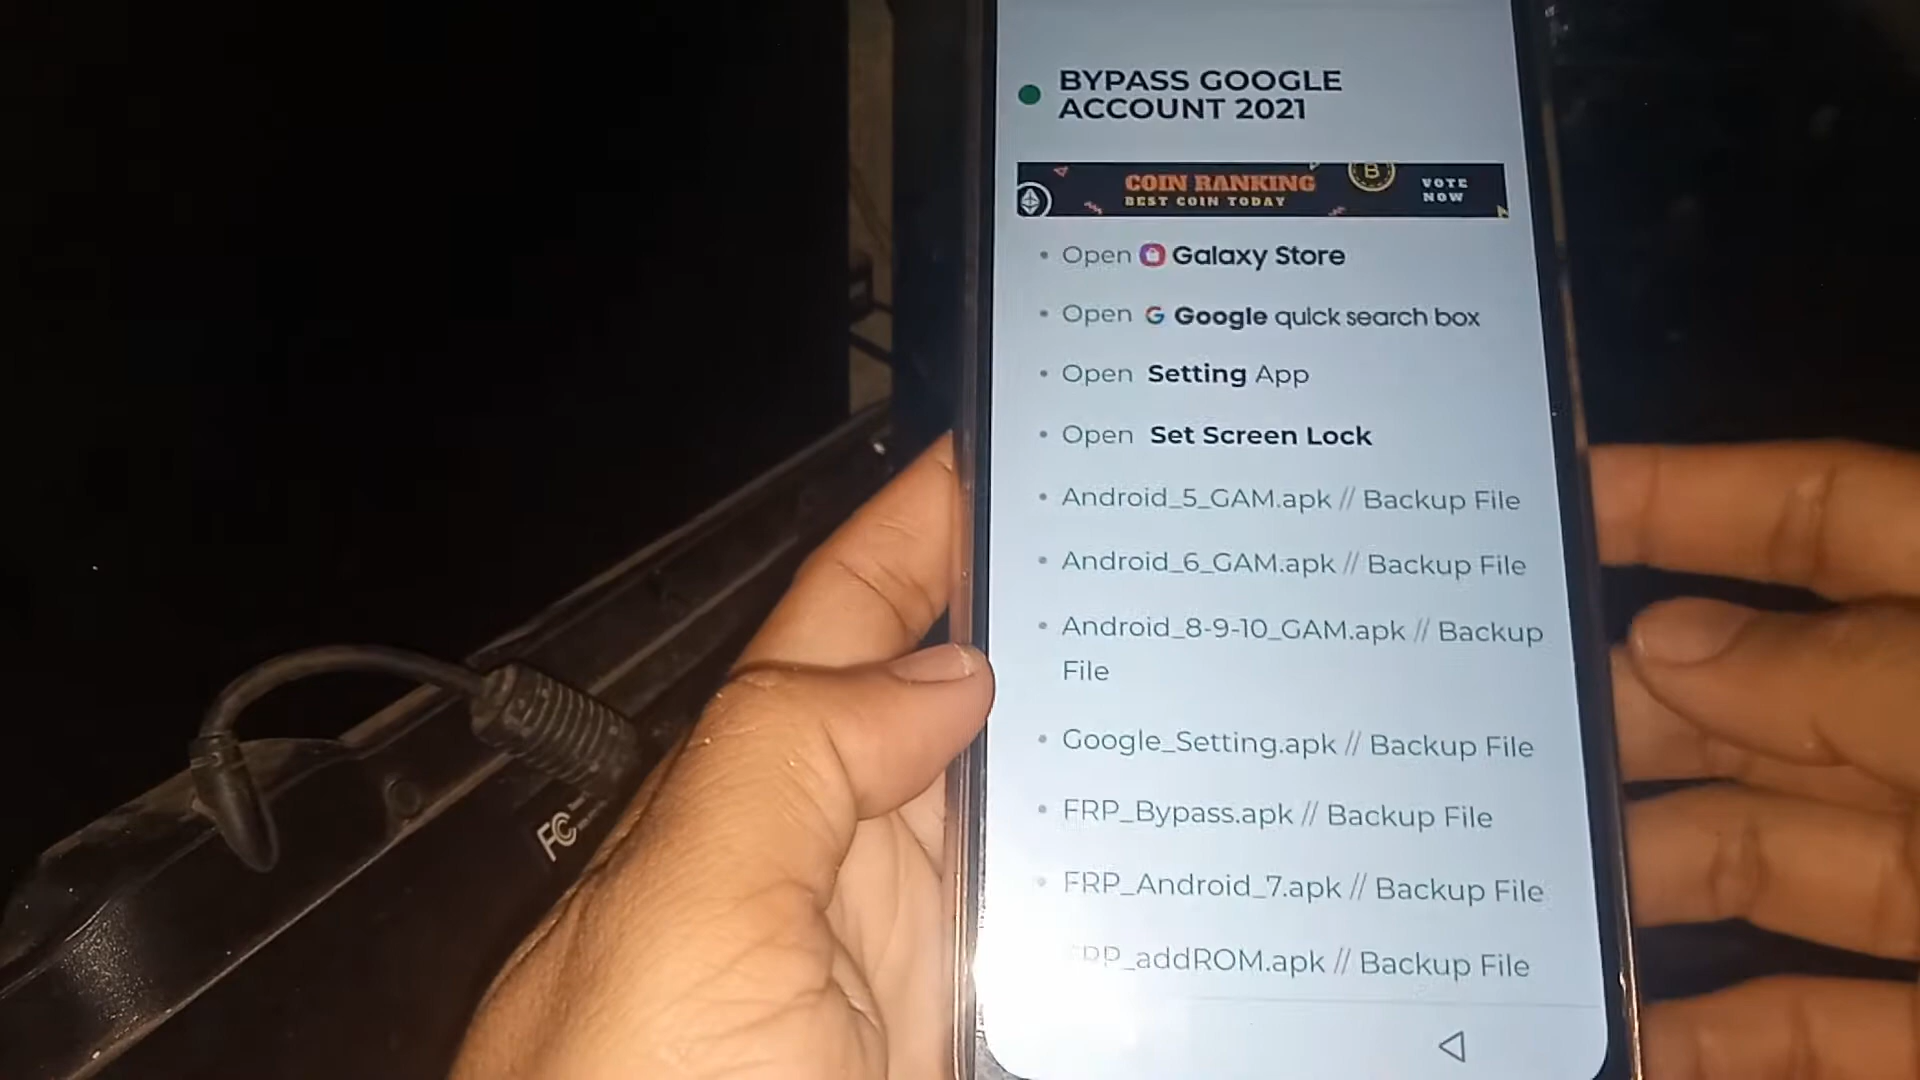 BYPASS GOOGLE
ACCOUNT 2021
COIN RANKING
BEST COIN TODAY
B
VOTE
NOW
Open Galaxy Store
Open G Google quick search box
Open Setting App
Open Set Screen Lock
Android_5_GAM.apk // Backup File
Android_6_GAM.apk // Backup File
Android_8-9-10_GAM.apk // Backup
File
Google_Setting.apk // Backup File
FRP_Bypass.apk // Backup File
FRP_Android_7.apk // Backup File
FRP_addROM.apk // Backup File
FC